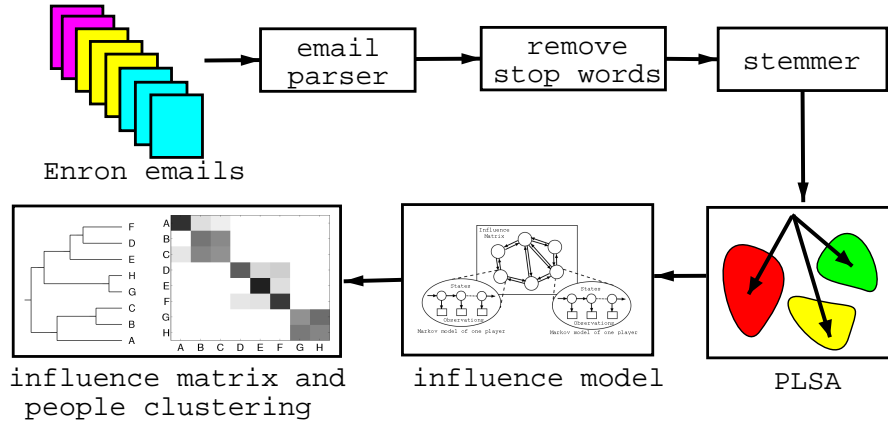 email
parser
remove
stop words
stemmer
Enron emails
F
D
E
H
G
C
B
A
A
B
C
D
E
F
G
H
A B C D E F G H
influence matrix and
people clustering
Influence
Matrix
States
Observations
Markov model of one player
States
Observations
Markov model of one player
influence model
PLSA